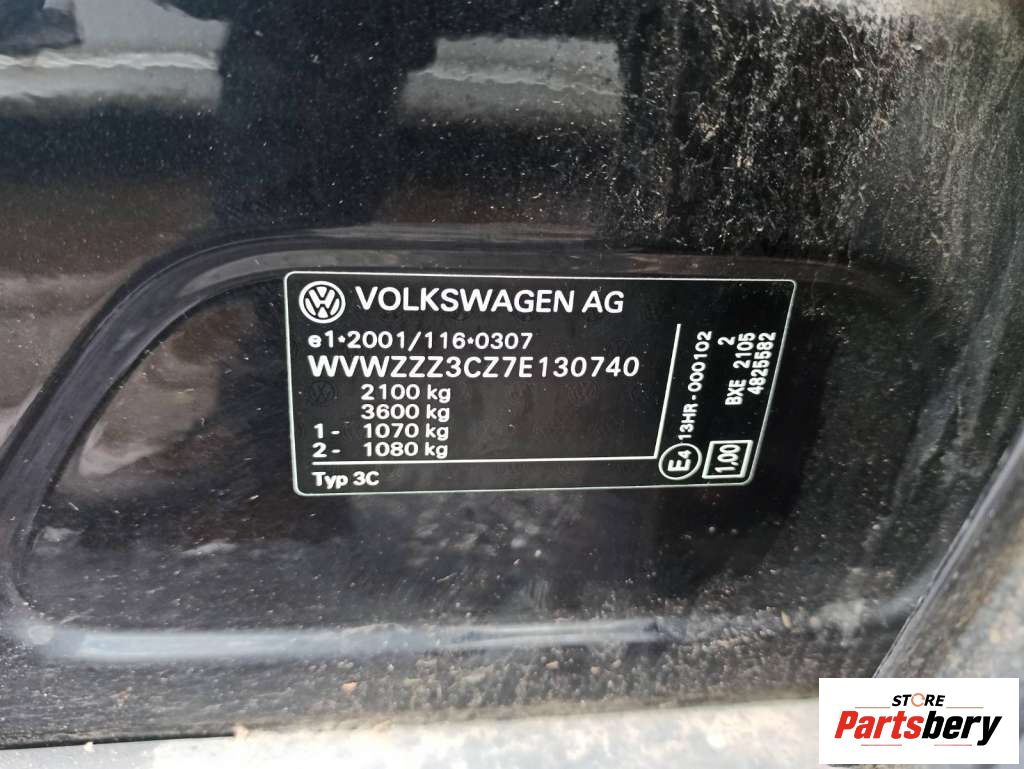 VOLKSWAGEN AG
e1*2001/116*0307
WVWZZZ3CZ7E130740
2100 kg
3600 kg
1 - 1070 kg
2 - 1080 kg
Typ 3C
E4 13HR - 000102
1,00
2
BXE 2105
4825582
STORE
Partsbery